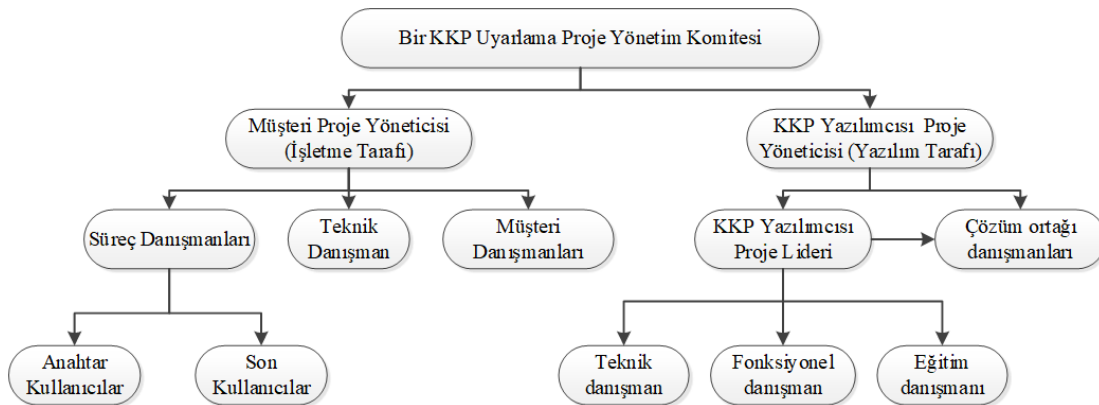 Bir KKP Uyarlama Proje Yönetim Komitesi
Müşteri Proje Yöneticisi
(İşletme Tarafı)
KKP Yazılımcısı Proje
Yöneticisi (Yazılım Tarafı)
Süreç Danışmanları
Teknik
Danışman
Müşteri
Danışmanları
KKP Yazılımcısı
Proje Lideri
Çözüm ortağı
danışmanları
Anahtar
Kullanıcılar
Son
Kullanıcılar
Teknik
danışman
Fonksiyonel
danışman
Eğitim
danışmanı